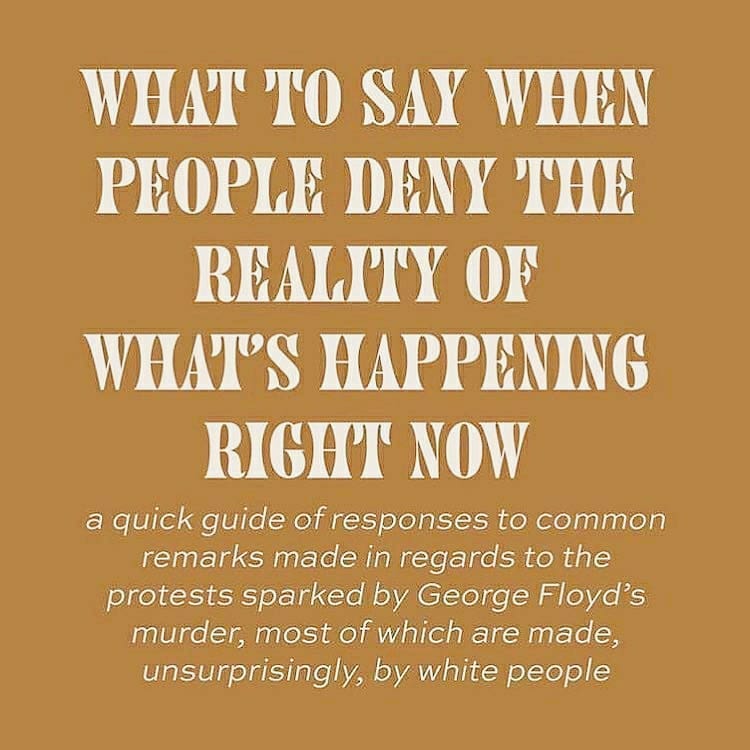 WHAT TO SAY WHEN
PEOPLE DENY THE
REALITY OF
WHAT'S HAPPENING
RIGHT NOW
a quick guide of responses to common
remarks made in regards to the
protests sparked by George Floyd's
murder, most of which are made,
unsurprisingly, by white people